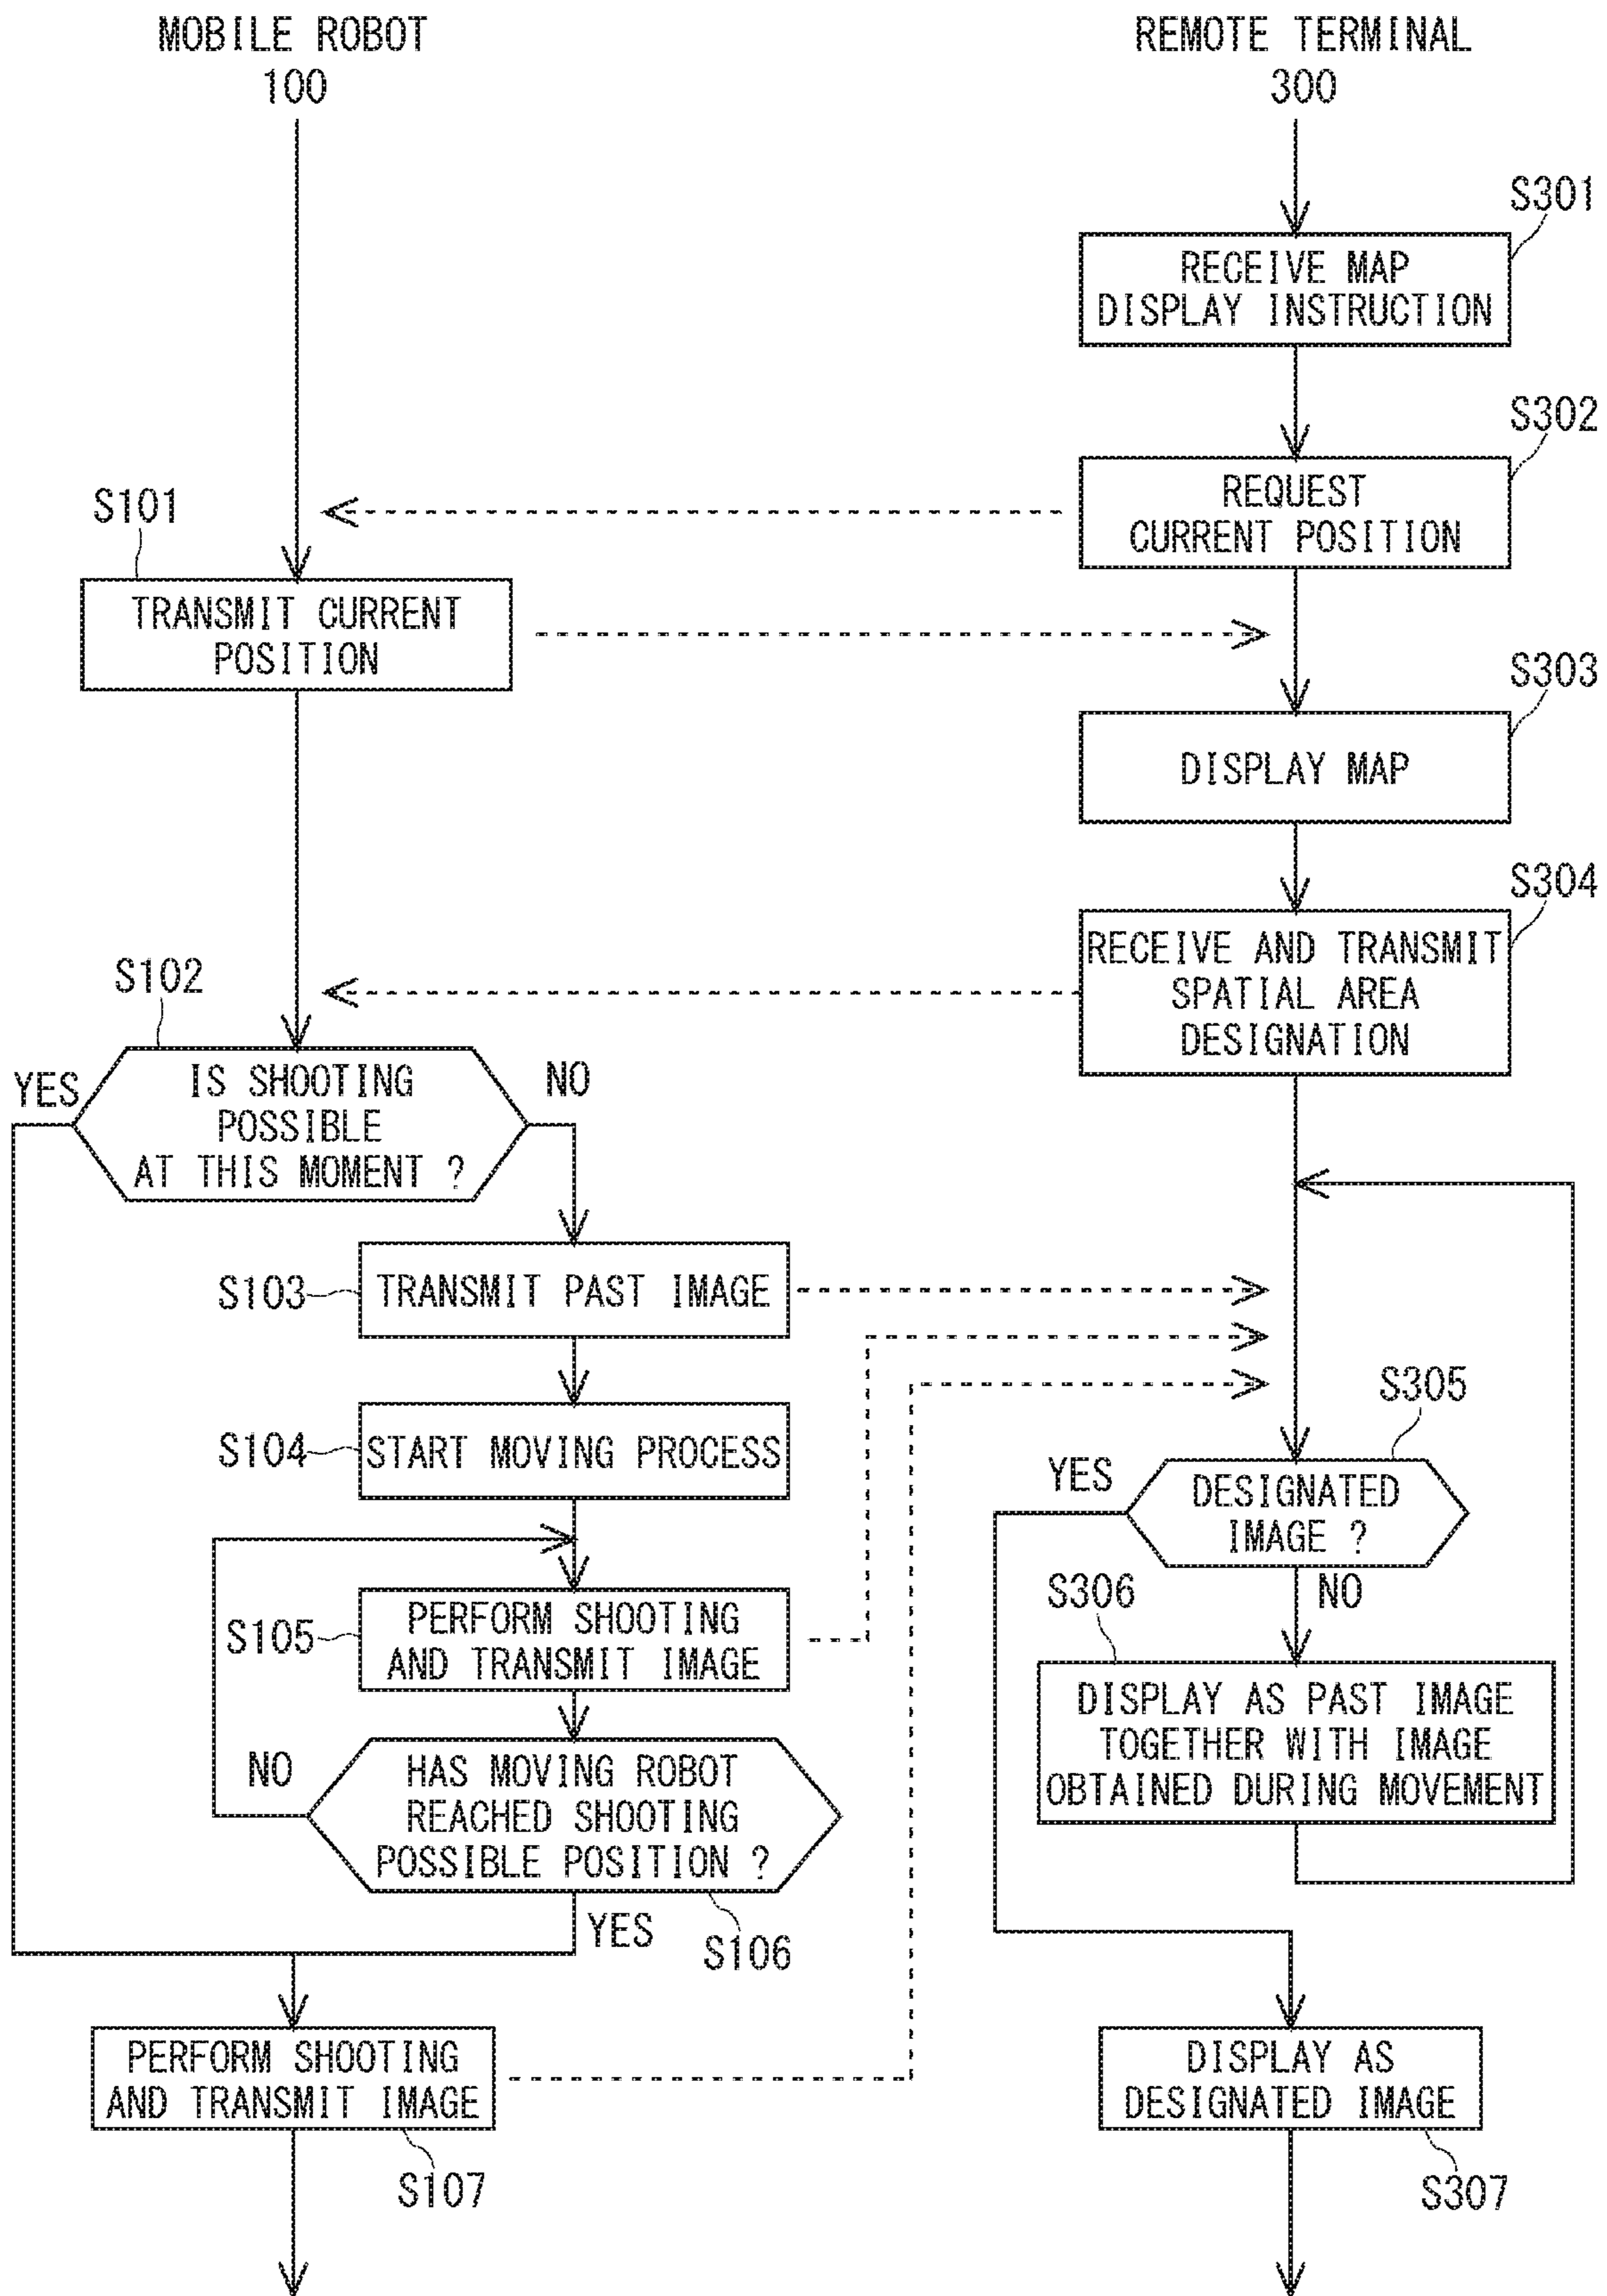 MOBILE ROBOT
100
REMOTE TERMINAL
300
S301
RECEIVE MAP
DISPLAY INSTRUCTION
S302
REQUEST
CURRENT POSITION
S101
TRANSMIT CURRENT
POSITION
S303
DISPLAY MAP
S304
RECEIVE AND TRANSMIT
SPATIAL AREA
DESIGNATION
S102
YES
IS SHOOTING
POSSIBLE
AT THIS MOMENT ?
NO
S103
TRANSMIT PAST IMAGE
S104
START MOVING PROCESS
S305
YES
DESIGNATED
IMAGE ?
NO
S105
PERFORM SHOOTING
AND TRANSMIT IMAGE
S306
DISPLAY AS PAST IMAGE
TOGETHER WITH IMAGE
OBTAINED DURING MOVEMENT
NO
HAS MOVING ROBOT
REACHED SHOOTING
POSSIBLE POSITION ?
YES
S106
PERFORM SHOOTING
AND TRANSMIT IMAGE
S107
DISPLAY AS
DESIGNATED IMAGE
S307